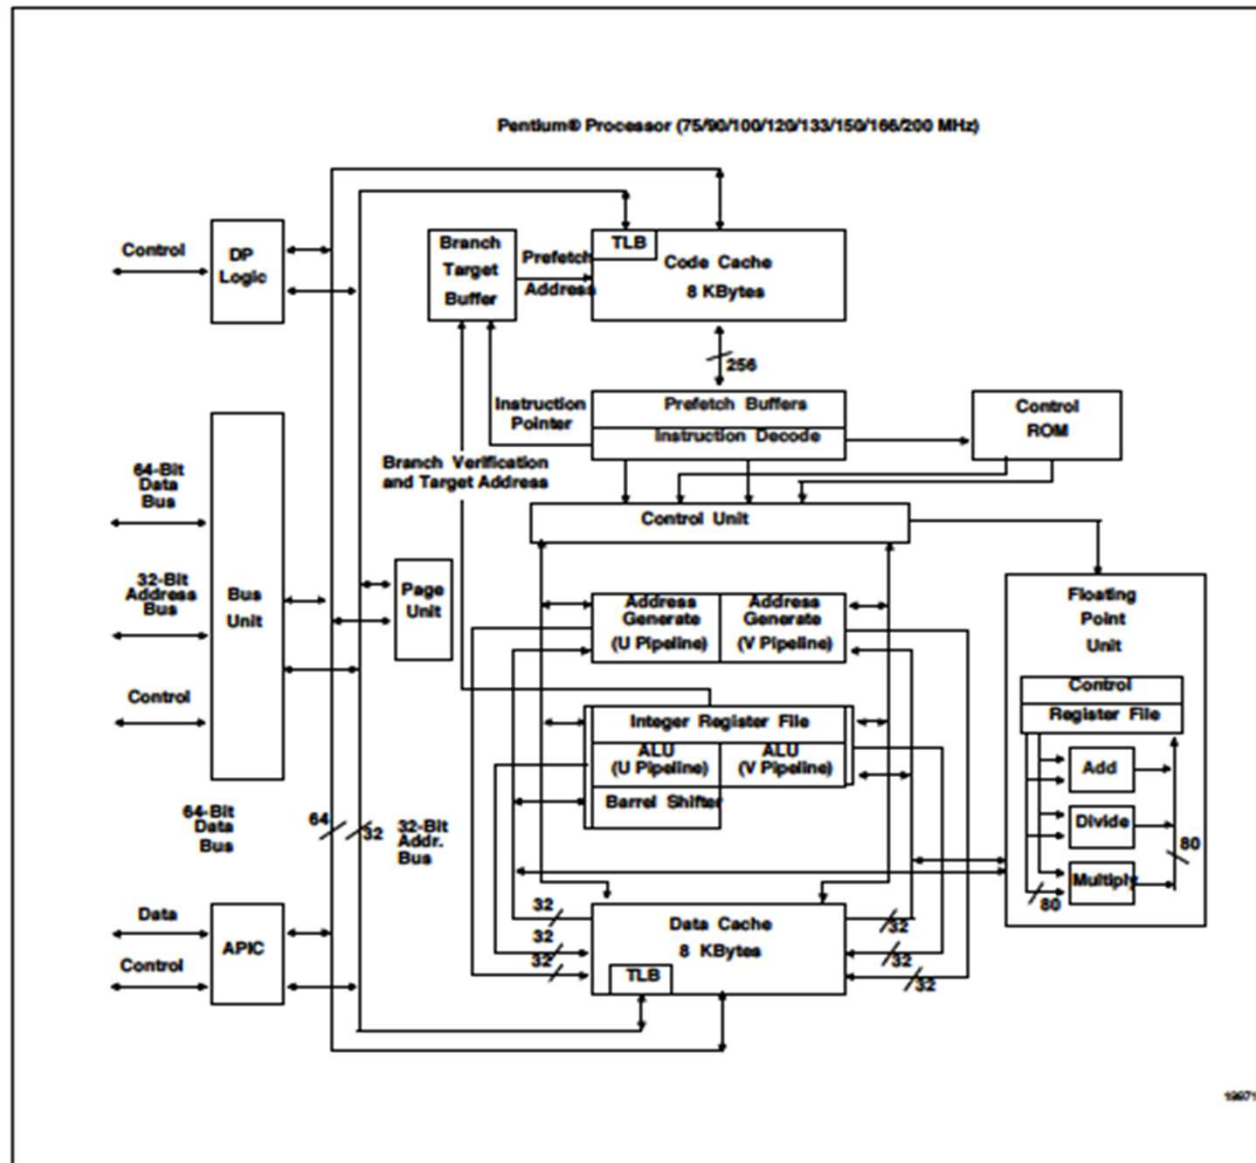 Pentium® Processor (75/90/100/120/133/150/166/200 MHz)
Control
DP
Logic
Branch
Target
Buffer
Prefetch
Address
TLB
Code Cache
8 KBytes
256
Instruction
Pointer
Prefetch Buffers
Instruction Decode
Control
ROM
Branch Verification
and Target Address
64-Bit
Data
Bus
32-Bit
Address
Bus
Control
Bus
Unit
Page
Unit
Control Unit
Address
Generate
(U Pipeline)
Address
Generate
(V Pipeline)
Floating
Point
Unit
Control
Register File
Add
Divide
Multiply
80
80
Integer Register File
ALU
(U Pipeline)
ALU
(V Pipeline)
Barrel Shifter
64-Bit
Data
Bus
64
32
32-Bit
Addr.
Bus
Data
Control
APIC
32
32
32
Data Cache
8 KBytes
TLB
32
32
32